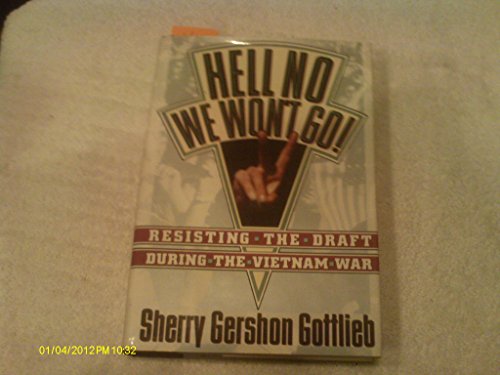 HELL NO
WE WON'T GO!
RESISTING·THE·DRAFT
DURING·THE·VIETNAM·WAR
Sherry Gershon Gottlieb
01/04/2012 PM 10:32